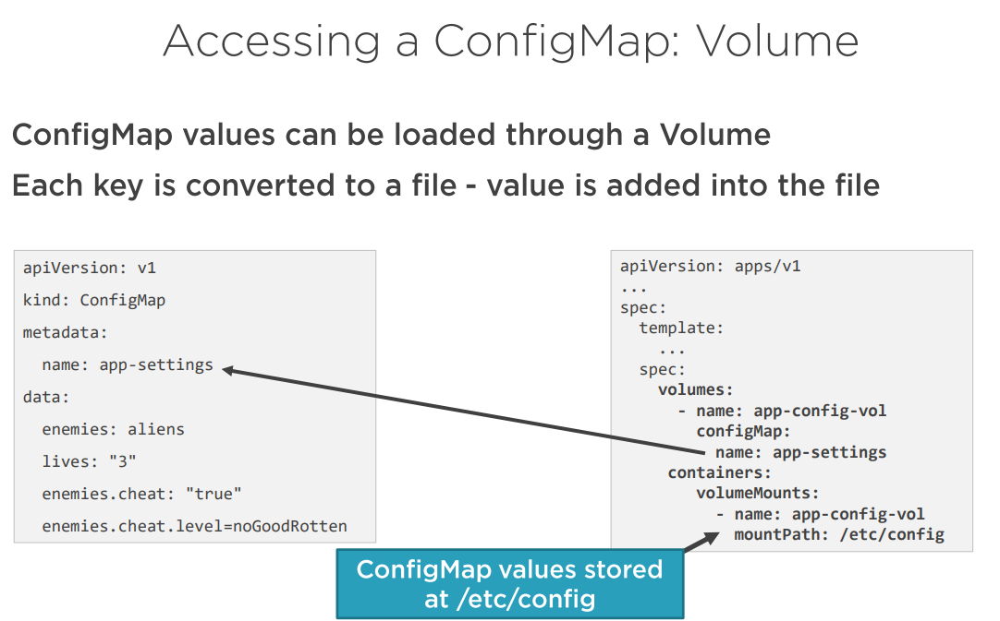 Accessing a ConfigMap: Volume
ConfigMap values can be loaded through a Volume
Each key is converted to a file - value is added into the file
apiVersion: v1
kind: ConfigMap
metadata:
  name: app-settings
data:
  enemies: aliens
  lives: "3"
  enemies.cheat: "true"
  enemies.cheat.level=noGoodRotten
apiVersion: apps/v1
...
spec:
  template:
    ...
  spec:
    volumes:
      - name: app-config-vol
        configMap:
          name: app-settings
     containers:
        volumeMounts:
          - name: app-config-vol
            mountPath: /etc/config
ConfigMap values stored
at /etc/config